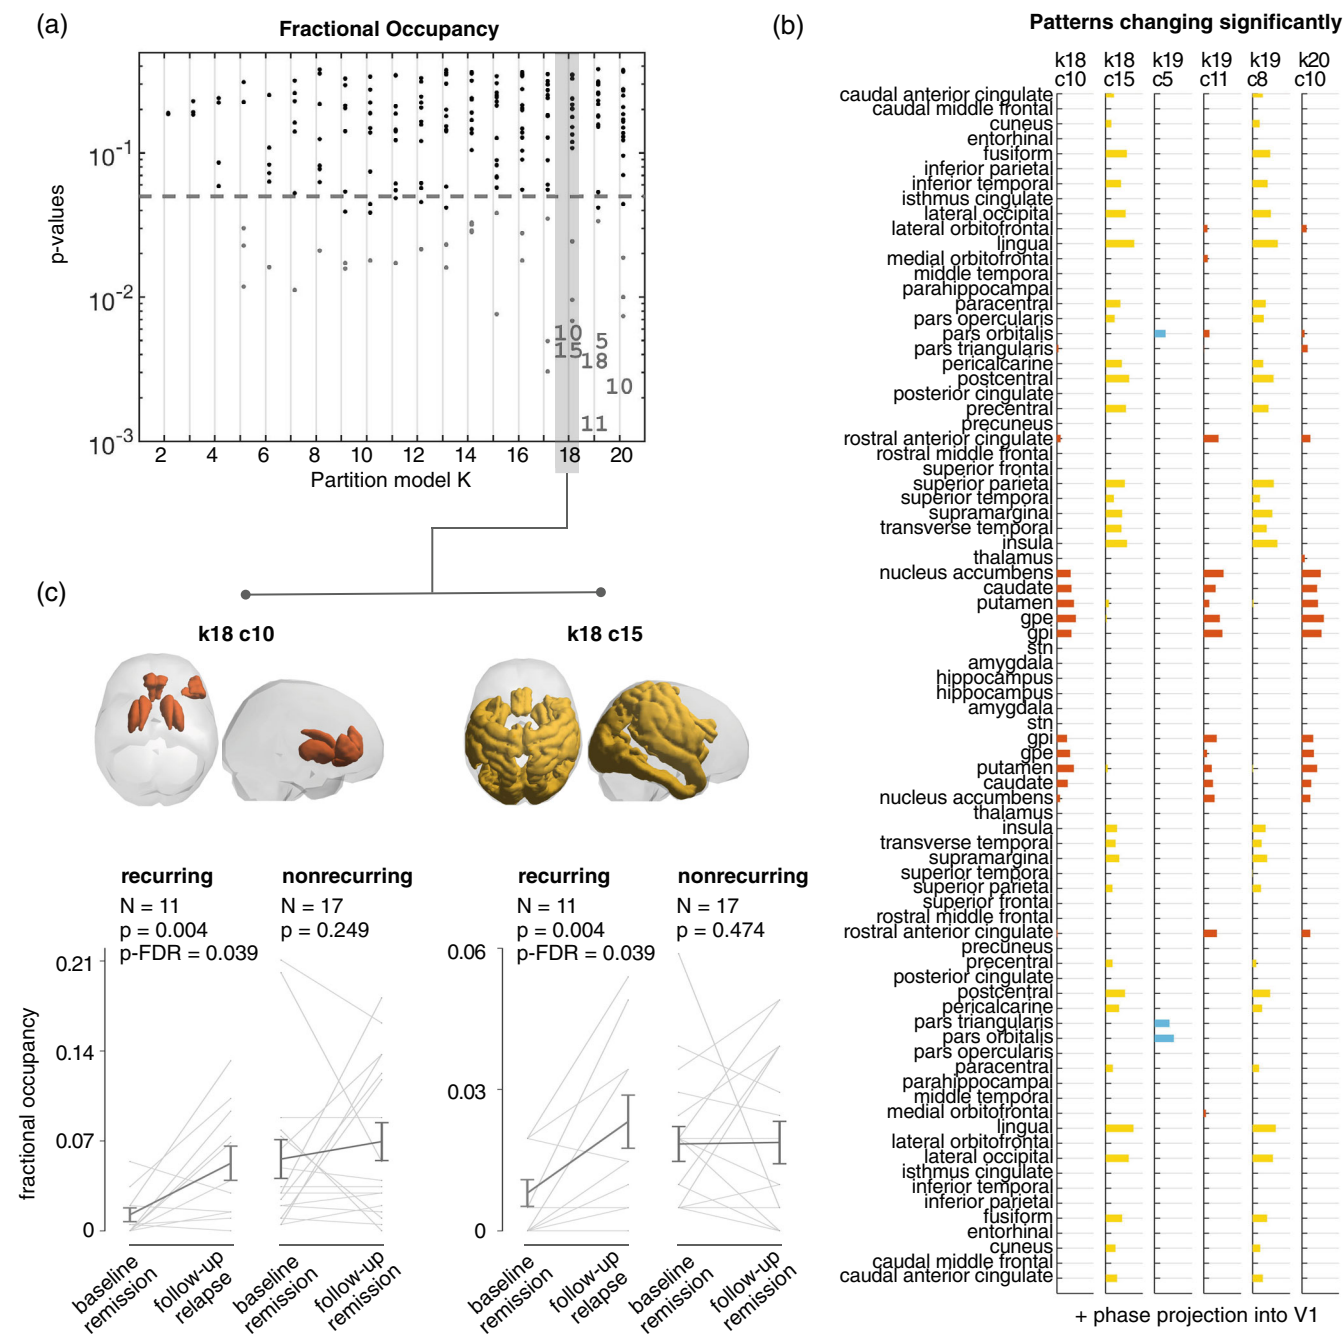 (a)
Fractional Occupancy
p-values
10-1
10-2
10-3
10
15
5
18
10
11
2 4 6 8 10 12 14 16 18 20
Partition model K
(b)
Patterns changing significantly
k18 k18 k19 k19 k19 k20
c10 c15 c5 c11 c8 c10
caudal anterior cingulate
caudal middle frontal
cuneus
entorhinal
fusiform
inferior parietal
inferior temporal
isthmus cingulate
lateral occipital
lateral orbitofrontal
lingual
medial orbitofrontal
middle temporal
parahippocampal
paracentral
pars opercularis
pars orbitalis
pars triangularis
pericalcarine
postcentral
posterior cingulate
precentral
precuneus
rostral anterior cingulate
rostral middle frontal
superior frontal
superior parietal
superior temporal
supramarginal
transverse temporal
insula
thalamus
nucleus accumbens
caudate
putamen
gpe
gpi
stn
amygdala
hippocampus
hippocampus
amygdala
stn
gpi
gpe
putamen
caudate
nucleus accumbens
thalamus
insula
transverse temporal
supramarginal
superior temporal
superior parietal
superior frontal
rostral middle frontal
rostral anterior cingulate
precuneus
precentral
posterior cingulate
postcentral
pericalcarine
pars triangularis
pars orbitalis
pars opercularis
paracentral
parahippocampal
middle temporal
medial orbitofrontal
lingual
lateral orbitofrontal
lateral occipital
isthmus cingulate
inferior temporal
inferior parietal
fusiform
entorhinal
cuneus
caudal middle frontal
caudal anterior cingulate
+ phase projection into V1
(c)
k18 c10
k18 c15
recurring
N = 11
p = 0.004
p-FDR = 0.039
nonrecurring
N = 17
p = 0.249
fractional occupancy
0.21
0.14
0.07
0
baseline
remission
follow-up
relapse
baseline
remission
follow-up
remission
recurring
N = 11
p = 0.004
p-FDR = 0.039
nonrecurring
N = 17
p = 0.474
0.06
0.03
0
baseline
remission
follow-up
relapse
baseline
remission
follow-up
remission